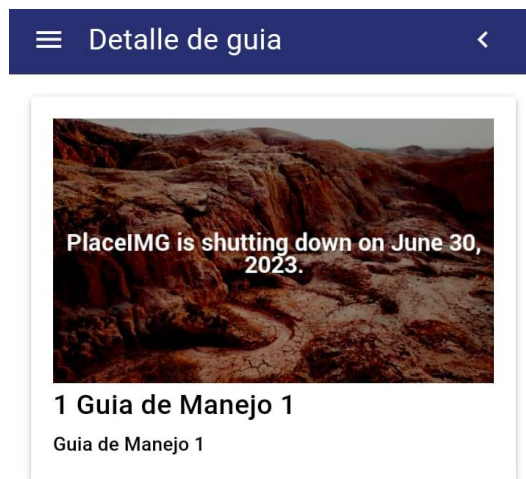 Detalle de guia
PlaceIMG is shutting down on June 30,
2023.
1 Guia de Manejo 1
Guia de Manejo 1